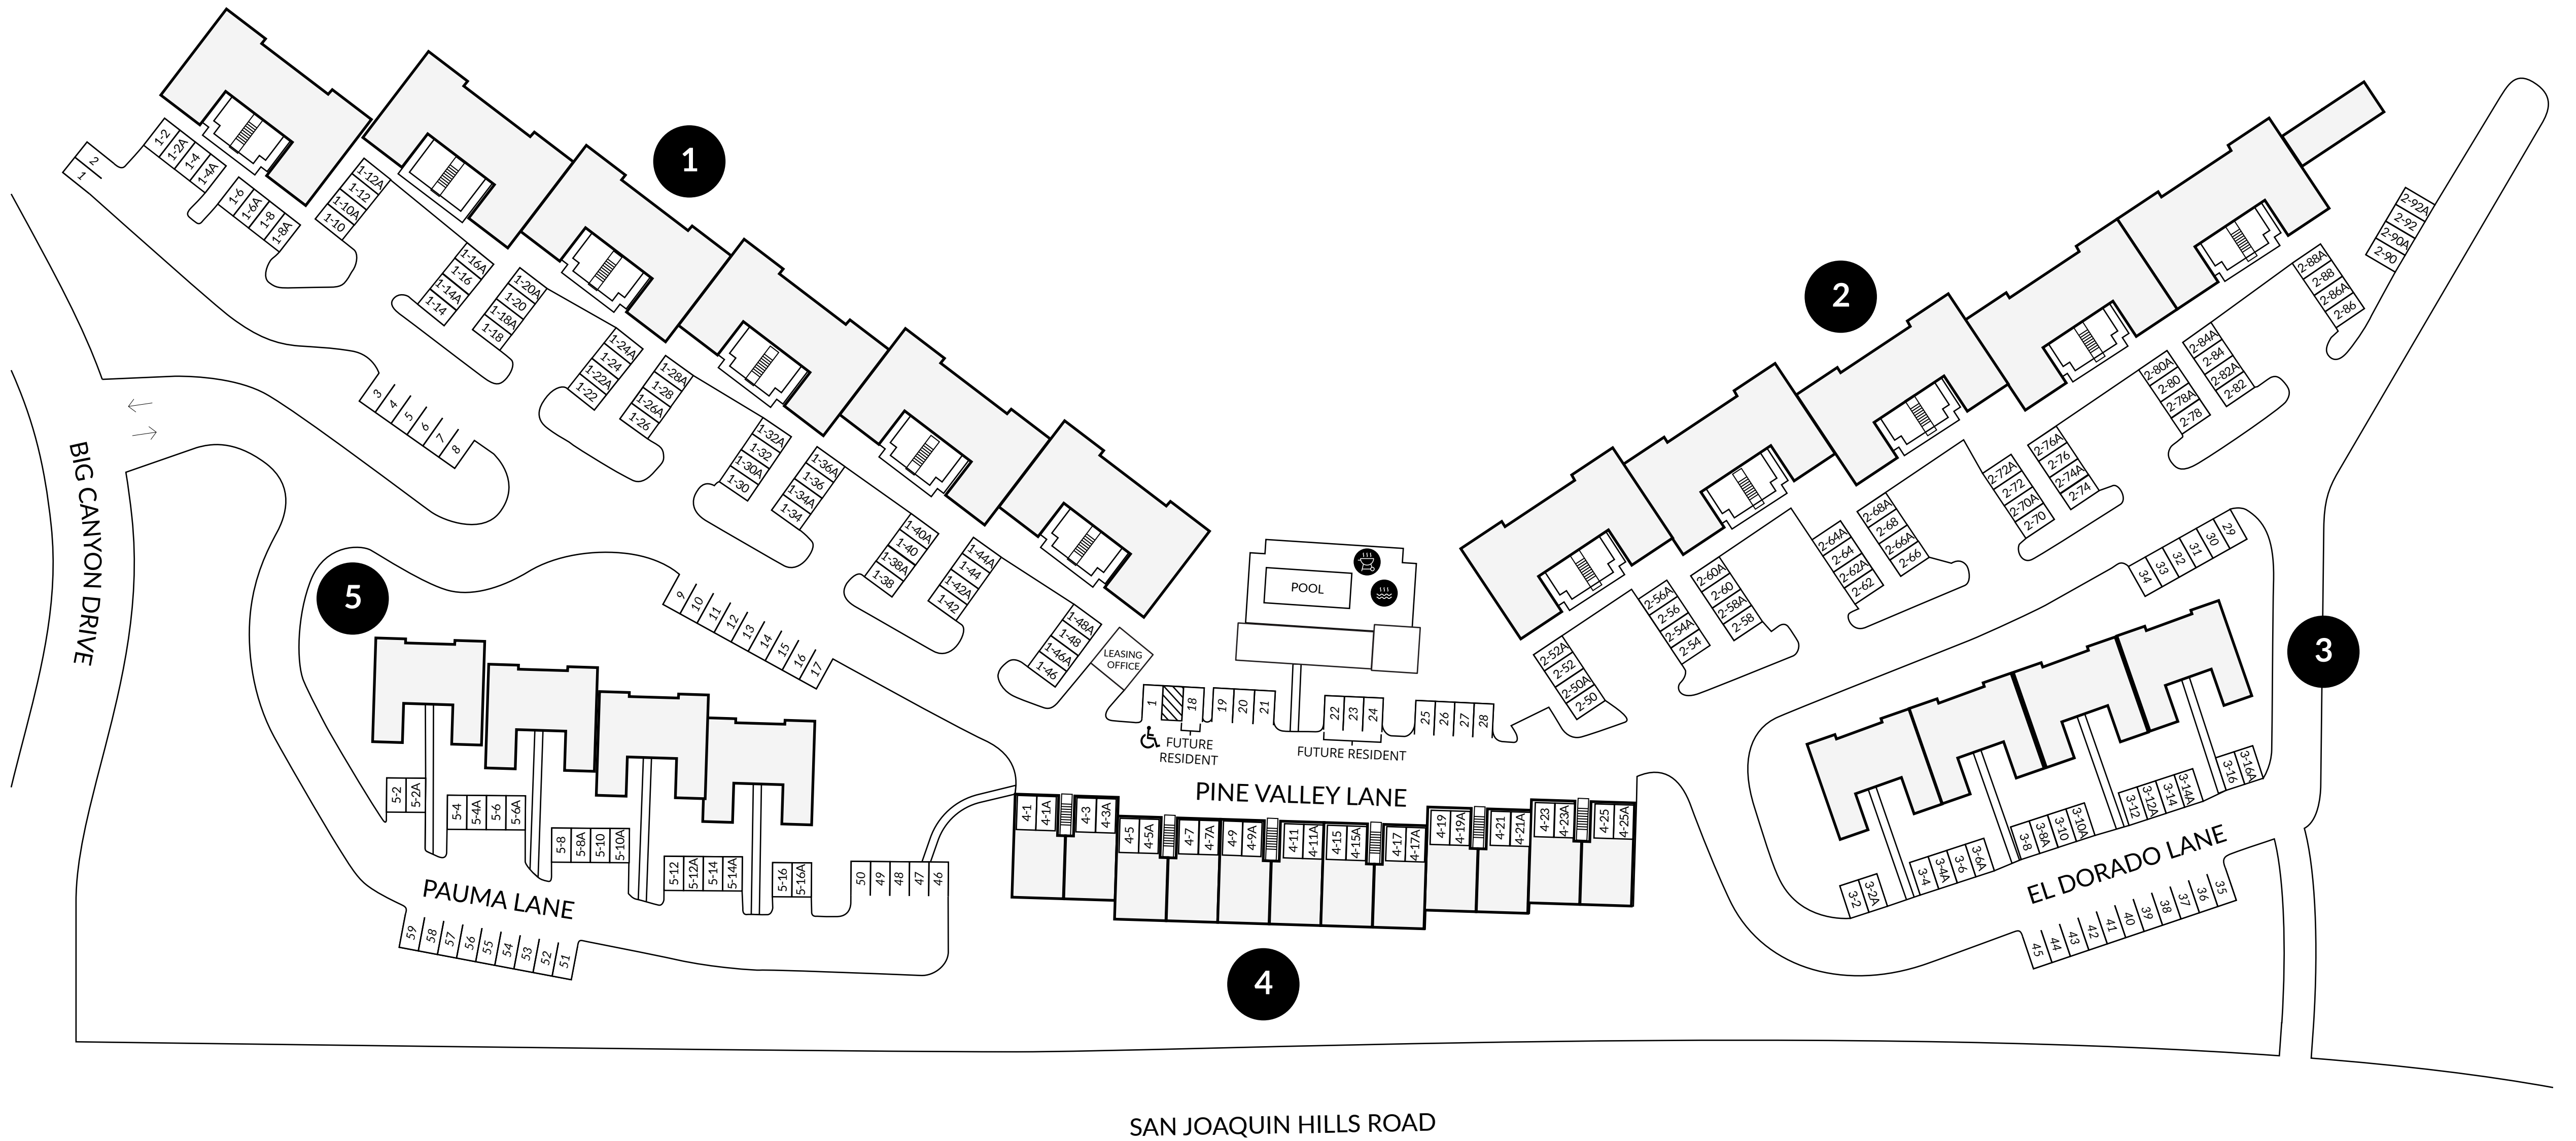 1
2
1-2
1-2A
1-4
1-4A
1-6
1-6A
1-8
1-8A
1-12A
1-12
1-10A
1-10
1-16A
1-16
1-14A
1-14
1-20A
1-20
1-18A
1-18
1-24A
1-24
1-22A
1-22
1-28A
1-28
1-26A
1-26
1-32A
1-32
1-30A
1-30
1-36A
1-36
1-34A
1-34
1-40A
1-40
1-38A
1-38
1-44A
1-44
1-42A
1-42
1-48A
1-48
1-46A
1-46
LEASING
OFFICE
2
1
3
4
5
6
7
8
9
10
11
12
13
14
15
16
17
BIG CANYON DRIVE
POOL
1
18
19
20
21
22
23
24
25
26
27
28
FUTURE
RESIDENT
FUTURE RESIDENT
PINE VALLEY LANE
2-52A
2-52
2-50A
2-50
2-56A
2-56
2-54A
2-54
2-60A
2-60
2-58A
2-58
2-64A
2-64
2-62A
2-62
2-68A
2-68
2-66A
2-66
2-72A
2-72
2-70A
2-70
2-76A
2-76
2-74A
2-74
2-80A
2-80
2-78A
2-78
2-84A
2-84
2-82A
2-82
2-88A
2-88
2-86A
2-86
2-92A
2-92
2-90A
2-90
34
33
32
31
30
29
3
3-2
3-2A
3-4
3-4A
3-6
3-6A
3-8
3-8A
3-10
3-10A
3-12
3-12A
3-14
3-14A
3-16
3-16A
EL DORADO LANE
45
44
43
42
41
40
39
38
37
36
35
4-1
4-1A
4-3
4-3A
4-5
4-5A
4-7
4-7A
4-9
4-9A
4-11
4-11A
4-15
4-15A
4-17
4-17A
4-19
4-19A
4-21
4-21A
4-23
4-23A
4-25
4-25A
4
5
5-2
5-2A
5-4
5-4A
5-6
5-6A
5-8
5-8A
5-10
5-10A
5-12
5-12A
5-14
5-14A
5-16
5-16A
50
49
48
47
46
PAUMA LANE
59
58
57
56
55
54
53
52
51
SAN JOAQUIN HILLS ROAD